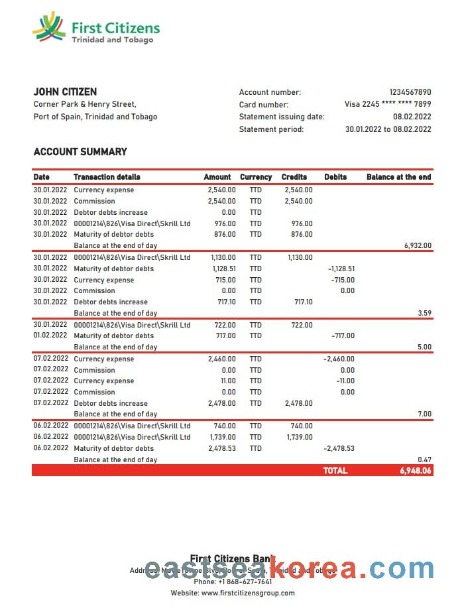 First Citizens
Trinidad and Tobago
JOHN CITIZEN
Corner Park & Henry Street,
Port of Spain, Trinidad and Tobago
Account number: 1234567890
Card number: Visa 2245 **** **** 7899
Statement issuing date: 08.02.2022
Statement period: 30.01.2022 to 08.02.2022
ACCOUNT SUMMARY
Date Transaction details Amount Currency Credits Debits Balance at the end
30.01.2022 Currency expense 2,540.00 TTD 2,540.00
30.01.2022 Commission 2,540.00 TTD 2,540.00
30.01.2022 Debtor debts increase 0.00 TTD
30.01.2022 00001214\826\Visa Direct\Skrill Ltd 976.00 TTD 976.00
30.01.2022 Maturity of debtor debts 876.00 TTD 876.00
Balance at the end of day 6,932.00
30.01.2022 00001214\826\Visa Direct\Skrill Ltd 1,130.00 TTD 1,130.00
30.01.2022 Maturity of debtor debts 1,128.51 TTD -1,128.51
30.01.2022 Currency expense 715.00 TTD -715.00
30.01.2022 Commission 0.00 TTD 0.00
30.01.2022 Debtor debts increase 717.10 TTD 717.10
Balance at the end of day 3.59
30.01.2022 00001214\826\Visa Direct\Skrill Ltd 722.00 TTD 722.00
01.02.2022 Maturity of debtor debts 717.00 TTD -717.00
Balance at the end of day 5.00
07.02.2022 Currency expense 2,460.00 TTD -2,460.00
07.02.2022 Commission 0.00 TTD 0.00
07.02.2022 Currency expense 11.00 TTD -11.00
07.02.2022 Commission 0.00 TTD 0.00
07.02.2022 Debtor debts increase 2,478.00 TTD 2,478.00
Balance at the end of day 7.00
06.02.2022 00001214\826\Visa Direct\Skrill Ltd 740.00 TTD 740.00
06.02.2022 00001214\826\Visa Direct\Skrill Ltd 1,739.00 TTD 1,739.00
06.02.2022 Maturity of debtor debts 2,478.53 TTD -2,478.53
Balance at the end of day 0.47
TOTAL 6,948.06
First Citizens Bank
eastseakorea.com
Trinidad and Tobago
Phone: +1 868-627-7641
Website: www.firstcitizensgroup.com